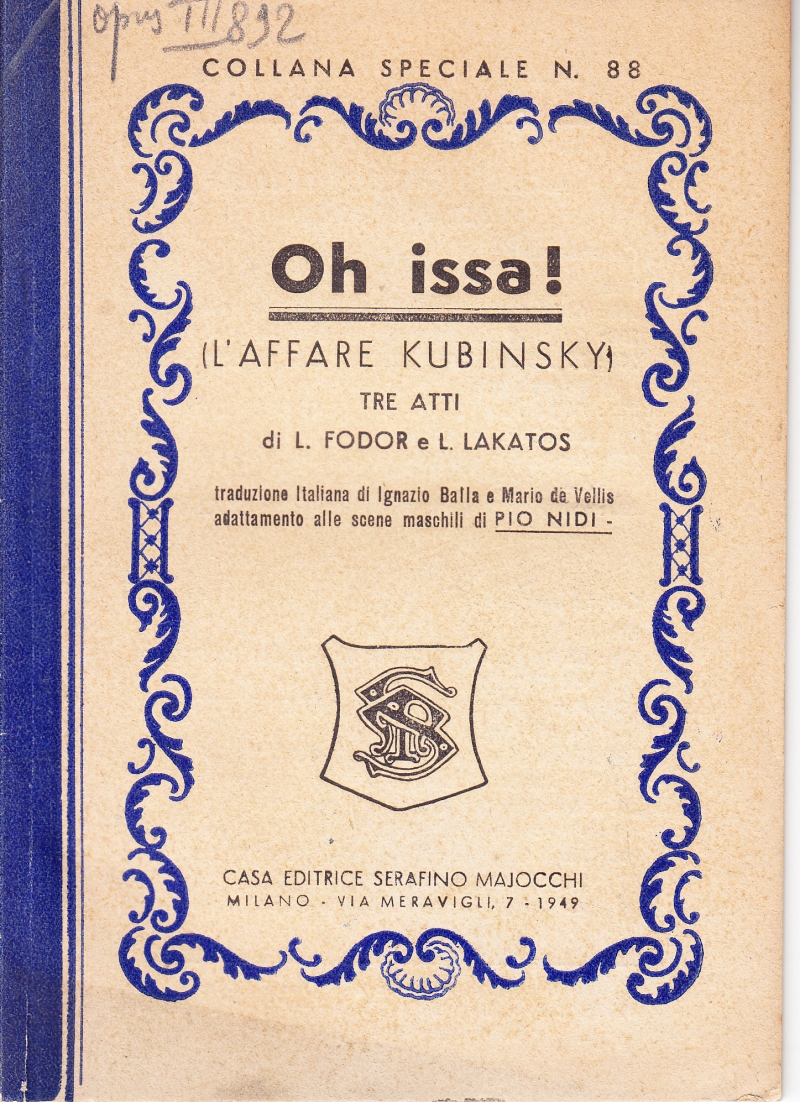 opus III 892
COLLANA SPECIALE N. 88
Oh issa!
(L'AFFARE KUBINSKY)
TRE ATTI
di L. FODOR e L. LAKATOS
traduzione Italiana di Ignazio Balla e Mario de Vellis
adattamento alle scene maschili di PIO NIDI -
CASA EDITRICE SERAFINO MAJOCCHI
MILANO - VIA MERAVIGLI, 7 - 1949